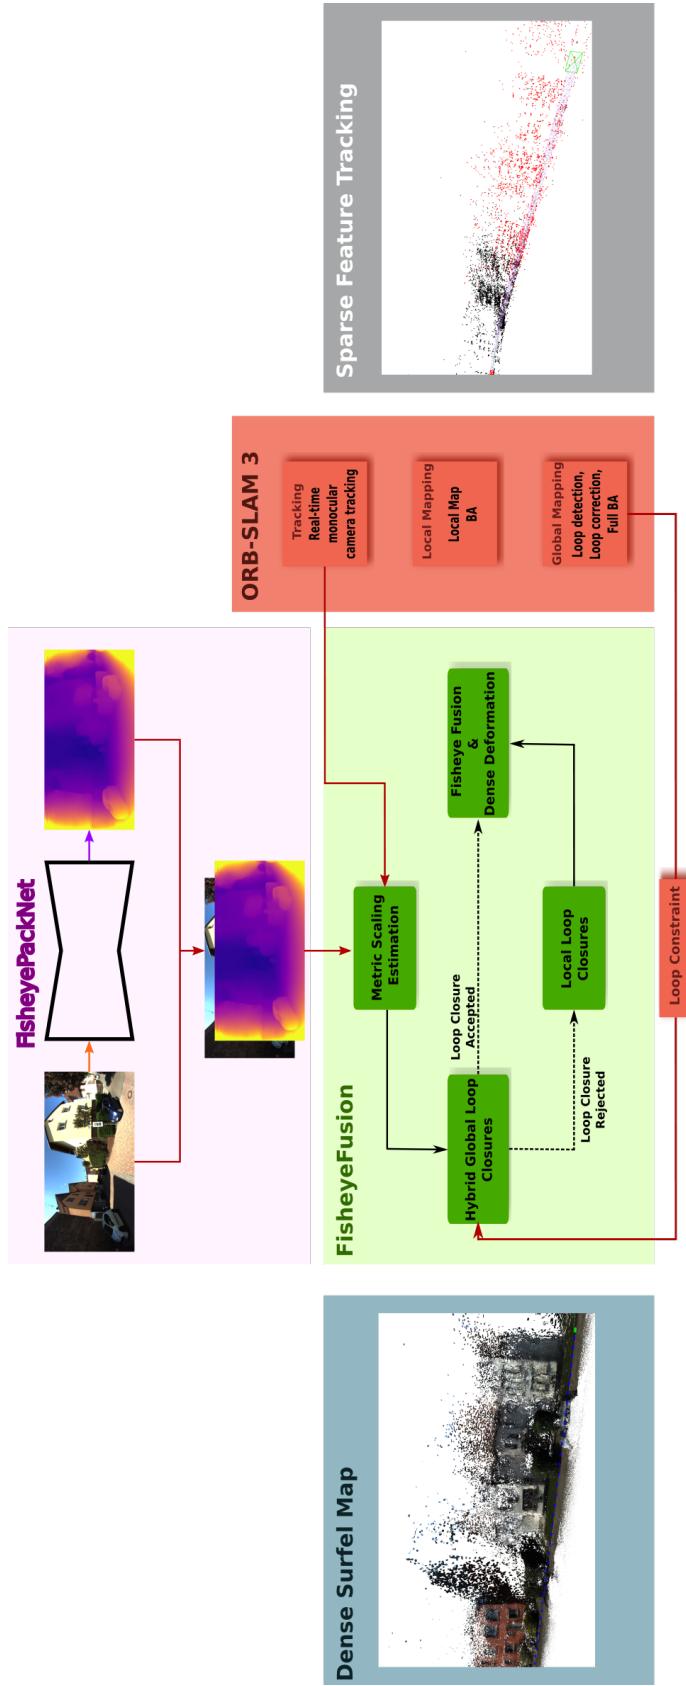 Dense Surfel Map
FIsheyePackNet
FisheyeFusion
Metric Scaling
Estimation
Hybrid Global Loop
Closures
Loop Closure
Accepted
Loop Closure
Rejected
Local Loop
Closures
Fisheye Fusion
&
Dense Deformation
Loop Constraint
ORB-SLAM 3
Tracking
Real-time
monocular
camera tracking
Local Mapping
Local Map
BA
Global Mapping
Loop detection,
Loop correction,
Full BA
Sparse Feature Tracking